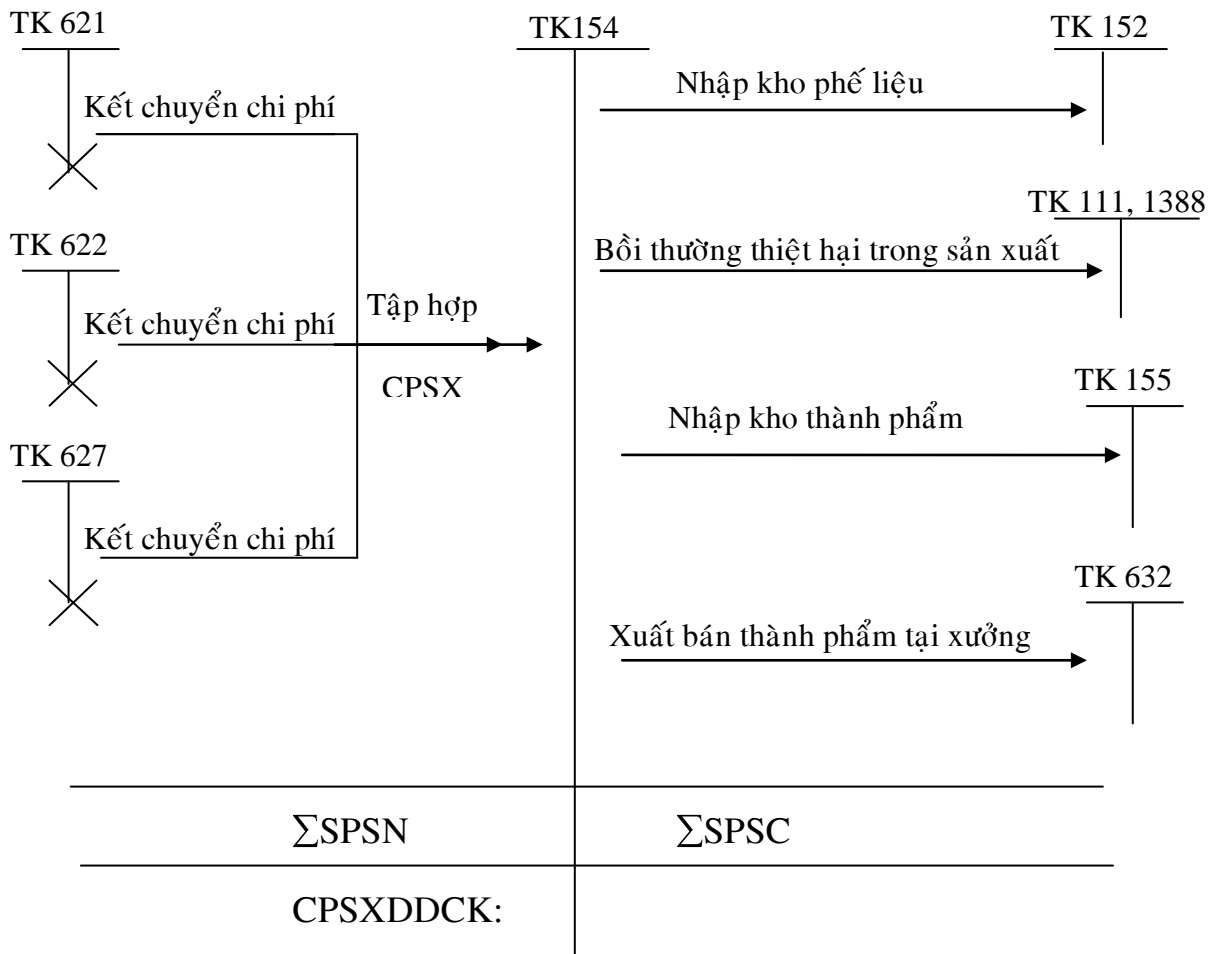 TK 621
TK154
TK 152
Kết chuyển chi phí
Nhập kho phế liệu
TK 111, 1388
TK 622
Bồi thường thiệt hại trong sản xuất
Kết chuyển chi phí
Tập hợp
CPSX
TK 155
Nhập kho thành phẩm
TK 627
Kết chuyển chi phí
TK 632
Xuất bán thành phẩm tại xưởng
∑SPSN
∑SPSC
CPSXDDCK: